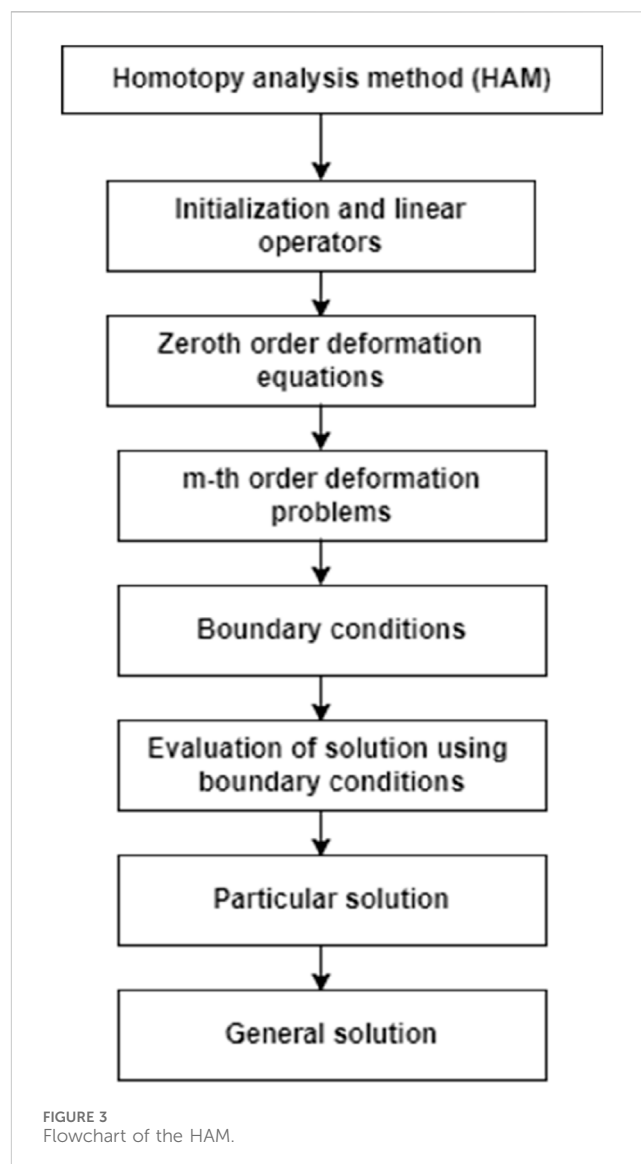 Homotopy analysis method (HAM)
Initialization and linear
operators
Zeroth order deformation
equations
m-th order deformation
problems
Boundary conditions
Evaluation of solution using
boundary conditions
Particular solution
General solution
FIGURE 3
Flowchart of the HAM.